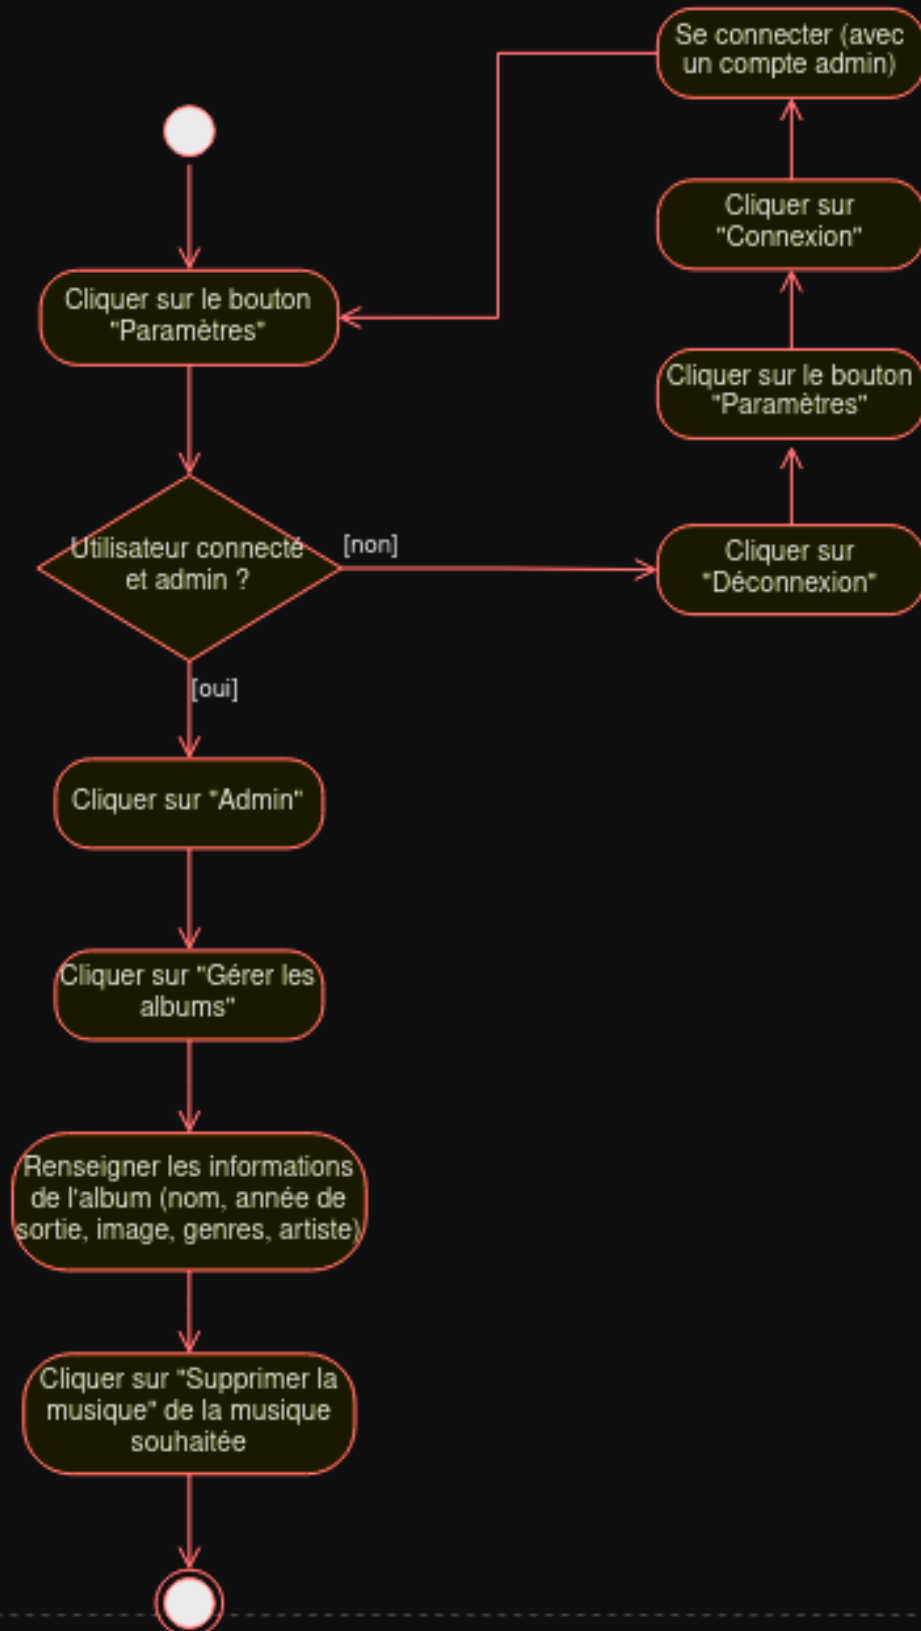 Se connecter (avec
un compte admin)
Cliquer sur
"Connexion"
Cliquer sur le bouton
"Paramètres"
Cliquer sur le bouton
"Paramètres"
Utilisateur connecté
et admin ?
[non]
Cliquer sur
"Déconnexion"
[oui]
Cliquer sur "Admin"
Cliquer sur "Gérer les
albums"
Renseigner les informations
de l'album (nom, année de
sortie, image, genres, artiste)
Cliquer sur "Supprimer la
musique" de la musique
souhaitée